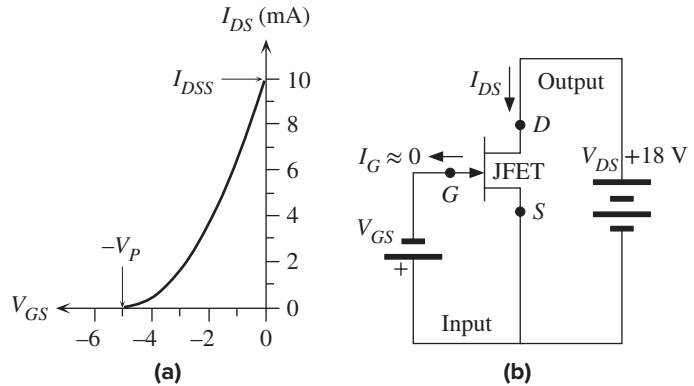 I_DS (mA)
I_DSS
10
8
6
4
2
0
–V_P
V_GS
–6 –4 –2 0
(a)
I_DS
Output
D
I_G ≈ 0
JFET
V_DS +18 V
G
S
V_GS
+
Input
(b)